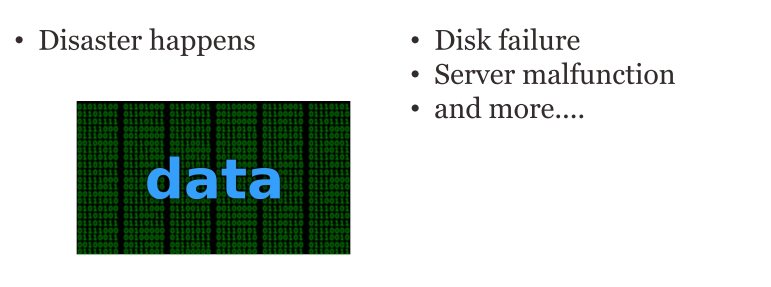 • Disaster happens
data
• Disk failure
• Server malfunction
• and more....